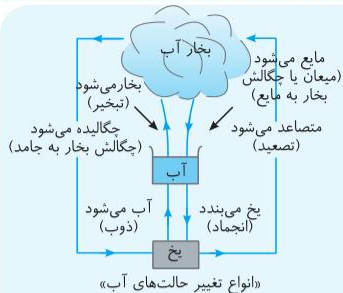 بخار آب
مایع می‌شود
(میعان یا چگالش
بخار به مایع)
بخارمی‌شود
(تبخیر)
چگالیده می‌شود
(چگالش بخار به جامد)
متصاعد می‌شود
(تصعید)
آب
آب می‌شود
(ذوب)
یخ می‌بندد
(انجماد)
یخ
«انواع تغییر حالت‌های آب»